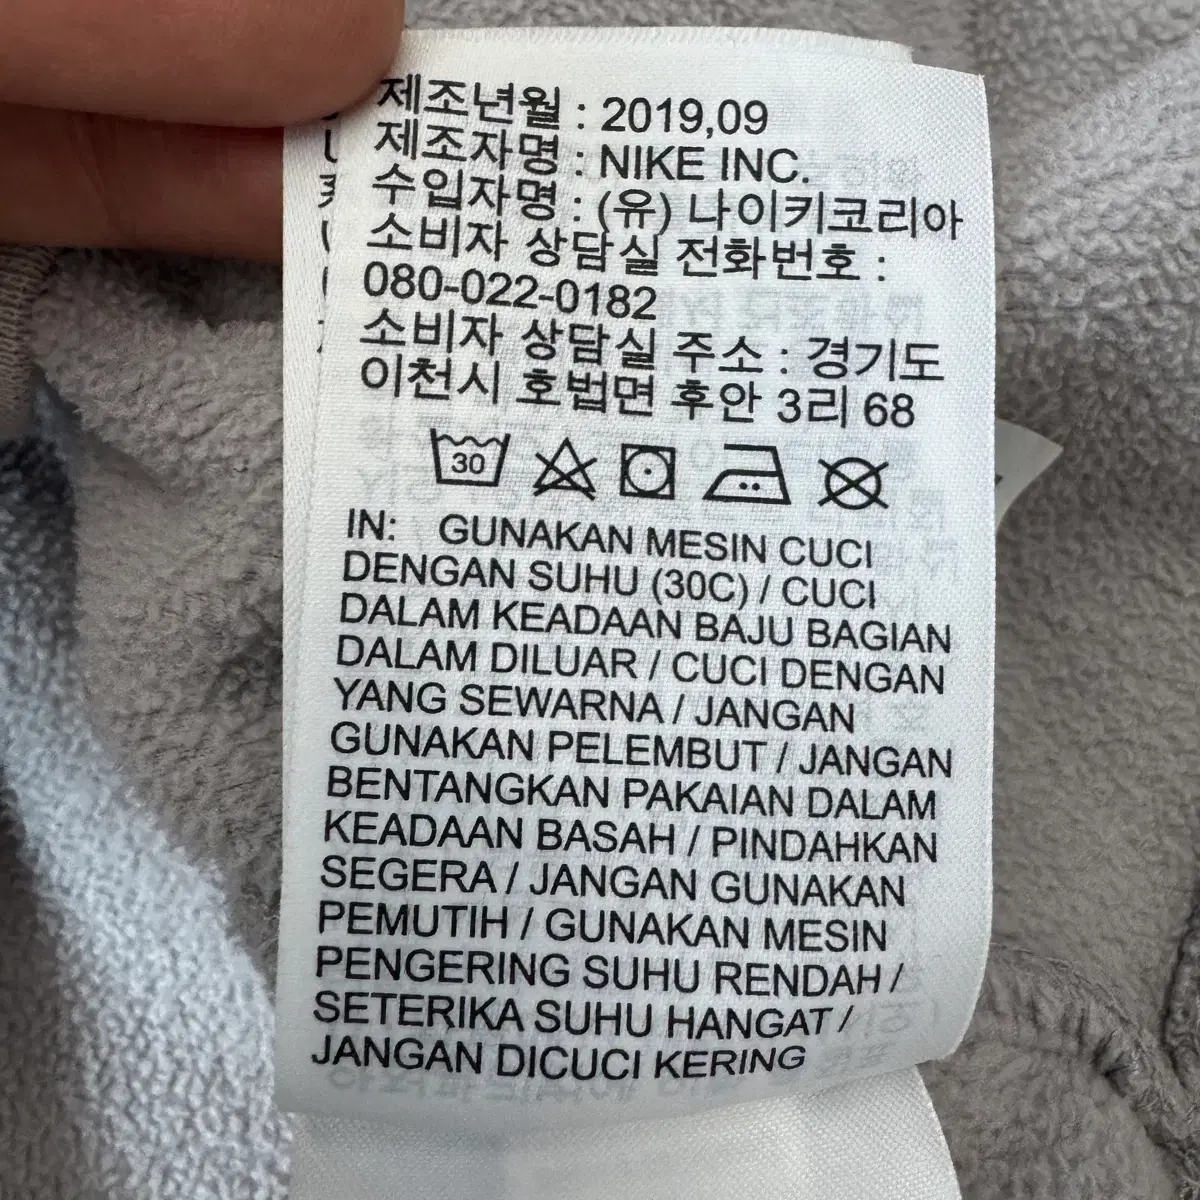 제조년월 : 2019,09
제조자명 : NIKE INC.
수입자명 : (유) 나이키코리아
소비자 상담실 전화번호 :
080-022-0182
소비자 상담실 주소 : 경기도
이천시 호법면 후안 3리 68
30
IN: GUNAKAN MESIN CUCI
DENGAN SUHU (30C) / CUCI
DALAM KEADAAN BAJU BAGIAN
DALAM DILUAR / CUCI DENGAN
YANG SEWARNA / JANGAN
GUNAKAN PELEMBUT / JANGAN
BENTANGKAN PAKAIAN DALAM
KEADAAN BASAH / PINDAHKAN
SEGERA / JANGAN GUNAKAN
PEMUTIH / GUNAKAN MESIN
PENGERING SUHU RENDAH /
SETERIKA SUHU HANGAT /
JANGAN DICUCI KERING